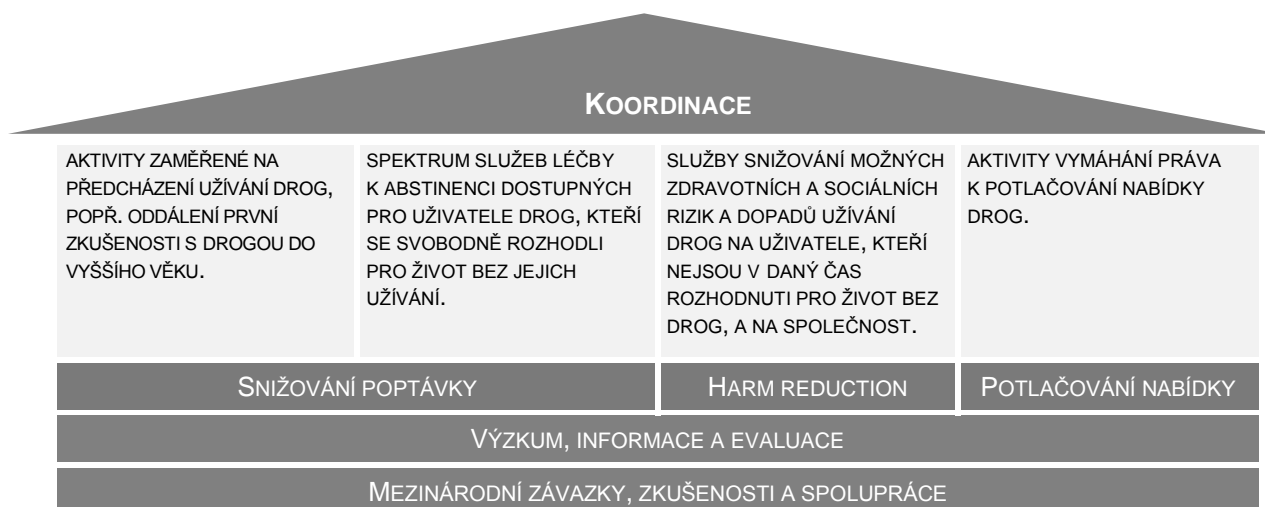 KOORDINACE
AKTIVITY ZAMĚŘENÉ NA
PŘEDCHÁZENÍ UŽÍVÁNÍ DROG,
POPŘ. ODDÁLENÍ PRVNÍ
ZKUŠENOSTI S DROGOU DO
VYŠŠÍHO VĚKU.
SPEKTRUM SLUŽEB LÉČBY
K ABSTINENCI DOSTUPNÝCH
PRO UŽIVATELE DROG, KTEŘÍ
SE SVOBODNĚ ROZHODLI
PRO ŽIVOT BEZ JEJICH
UŽÍVÁNÍ.
SLUŽBY SNIŽOVÁNÍ MOŽNÝCH
ZDRAVOTNÍCH A SOCIÁLNÍCH
RIZIK A DOPADŮ UŽÍVÁNÍ
DROG NA UŽIVATELE, KTEŘÍ
NEJSOU V DANÝ ČAS
ROZHODNUTI PRO ŽIVOT BEZ
DROG, A NA SPOLEČNOST.
AKTIVITY VYMÁHÁNÍ PRÁVA
K POTLAČOVÁNÍ NABÍDKY
DROG.
SNIŽOVÁNÍ POPTÁVKY
HARM REDUCTION
POTLAČOVÁNÍ NABÍDKY
VÝZKUM, INFORMACE A EVALUACE
MEZINÁRODNÍ ZÁVAZKY, ZKUŠENOSTI A SPOLUPRÁCE